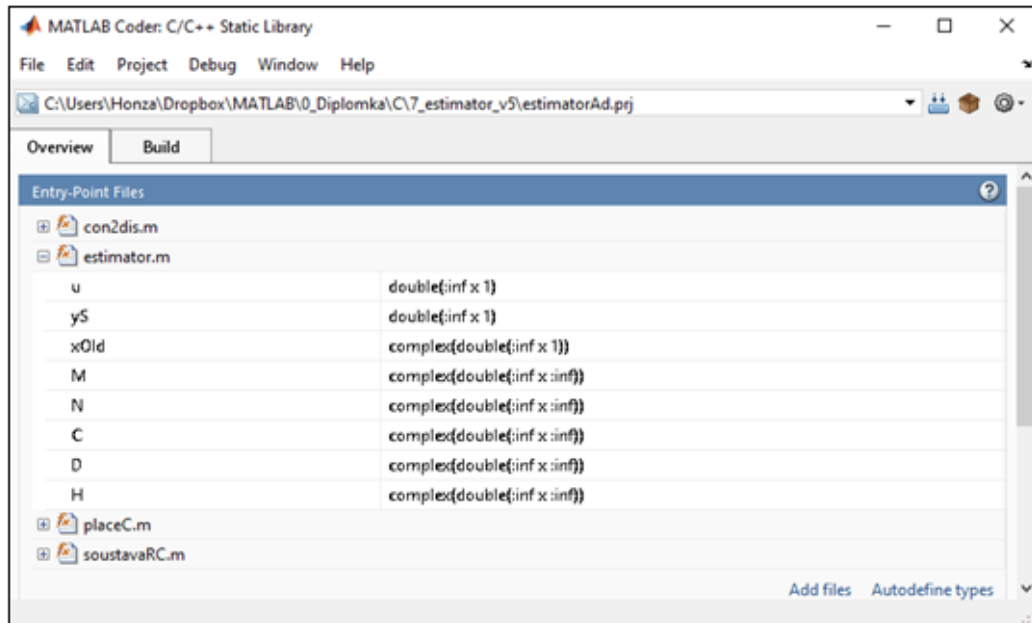 MATLAB Coder: C/C++ Static Library
File Edit Project Debug Window Help
C:\Users\Honza\Dropbox\MATLAB\0_Diplomka\C\7_estimator_v5\estimatorAd.prj
Overview Build
Entry-Point Files
con2dis.m
estimator.m
u double(:inf x 1)
yS double(:inf x 1)
xOld complex(double(:inf x 1))
M complex(double(:inf x :inf))
N complex(double(:inf x :inf))
C complex(double(:inf x :inf))
D complex(double(:inf x :inf))
H complex(double(:inf x :inf))
placeC.m
soustavaRC.m
Add files Autodefine types